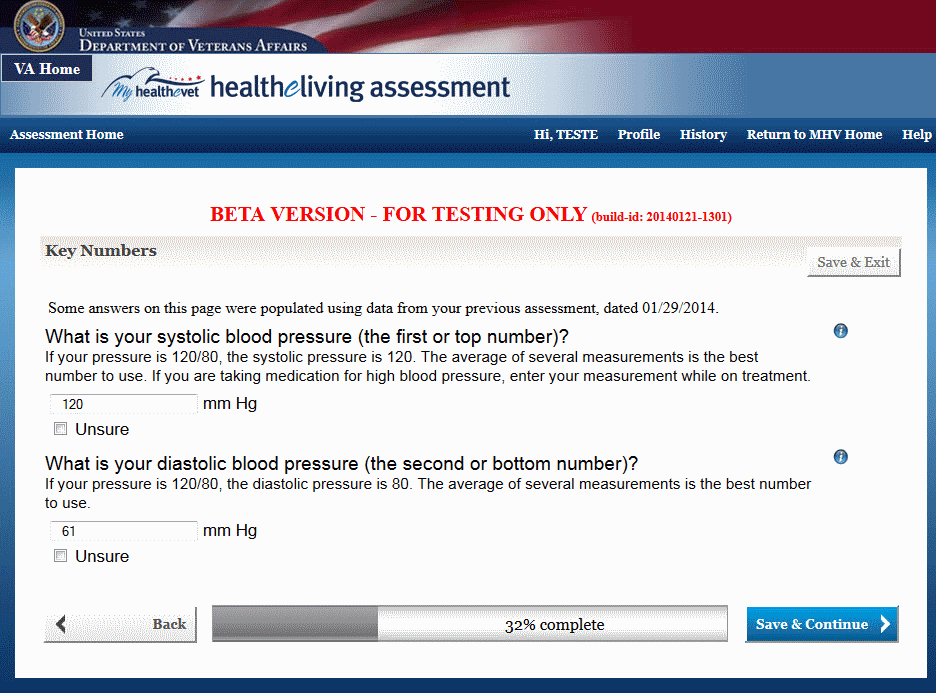 UNITED STATES
DEPARTMENT OF VETERANS AFFAIRS
VA Home
My healthevet healtheliving assessment
Assessment Home Hi, TESTE Profile History Return to MHV Home Help
BETA VERSION - FOR TESTING ONLY (build-id: 20140121-1301)
Key Numbers
Save & Exit
Some answers on this page were populated using data from your previous assessment, dated 01/29/2014.
What is your systolic blood pressure (the first or top number)?
If your pressure is 120/80, the systolic pressure is 120. The average of several measurements is the best
number to use. If you are taking medication for high blood pressure, enter your measurement while on treatment.
120 mm Hg
Unsure
What is your diastolic blood pressure (the second or bottom number)?
If your pressure is 120/80, the diastolic pressure is 80. The average of several measurements is the best number
to use.
61 mm Hg
Unsure
Back 32% complete Save & Continue